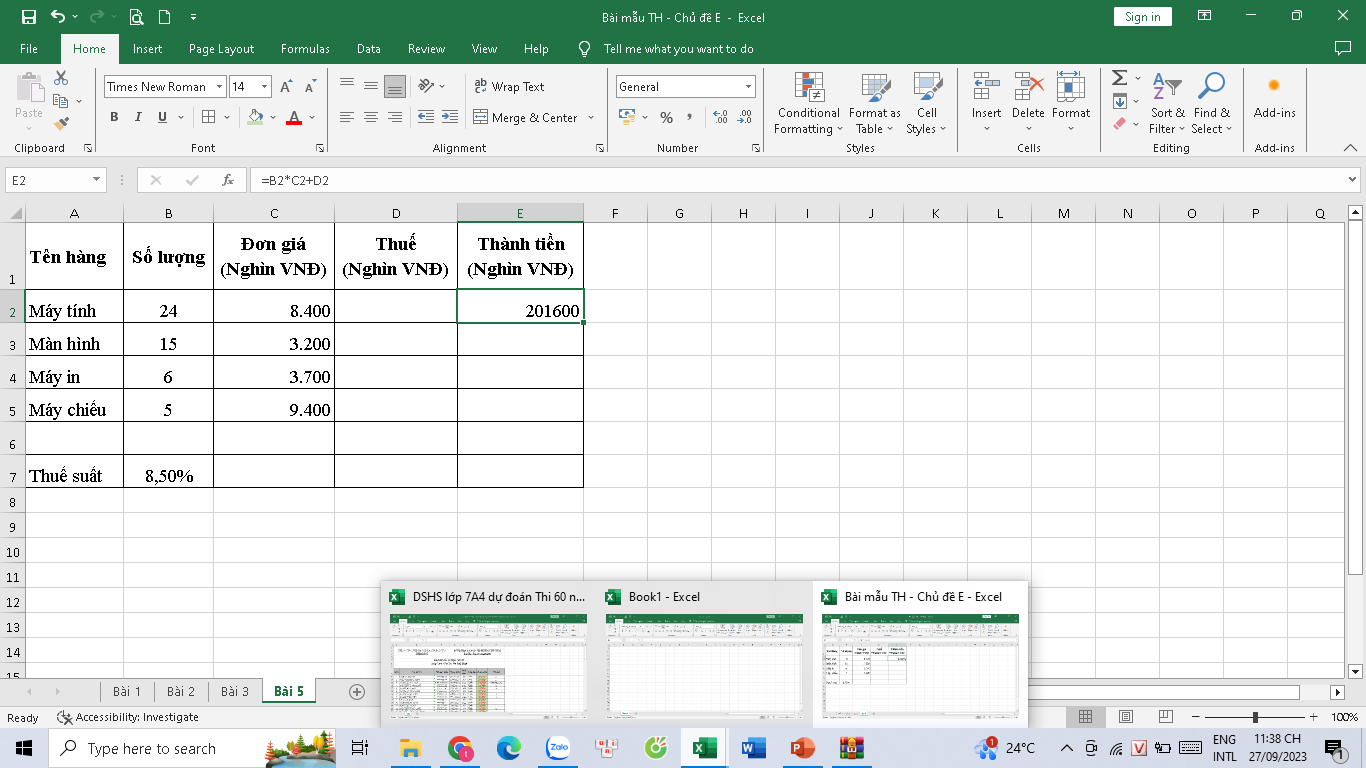 Bài mẫu TH - Chủ đề E - Excel
Sign in
File Home Insert Page Layout Formulas Data Review View Help Tell me what you want to do
Paste
Times New Roman 14
B I U
Wrap Text
Merge & Center
General
% ,
Conditional Formatting
Format as Table
Cell Styles
Insert Delete Format
Sort & Filter
Find & Select
Add-ins
Clipboard Font Alignment Number Styles Cells Editing Add-ins
E2 fx =B2*C2+D2
A B C D E F G H I J K L M N O P Q
1 Tên hàng Số lượng Đơn giá (Nghìn VNĐ) Thuế (Nghìn VNĐ) Thành tiền (Nghìn VNĐ)
2 Máy tính 24 8.400 201600
3 Màn hình 15 3.200
4 Máy in 6 3.700
5 Máy chiếu 5 9.400
6
7 Thuế suất 8,50%
8
9
10
11
12
13
14
15
DSHS lớp 7A4 dự đoán Thi 60 n...
Book1 - Excel
Bài mẫu TH - Chủ đề E - Excel
Bài 1 Bài 2 Bài 3 Bài 5
Ready Accessibility: Investigate
100%
Type here to search
Zalo
24°C
ENG
INTL
11:38 CH
27/09/2023